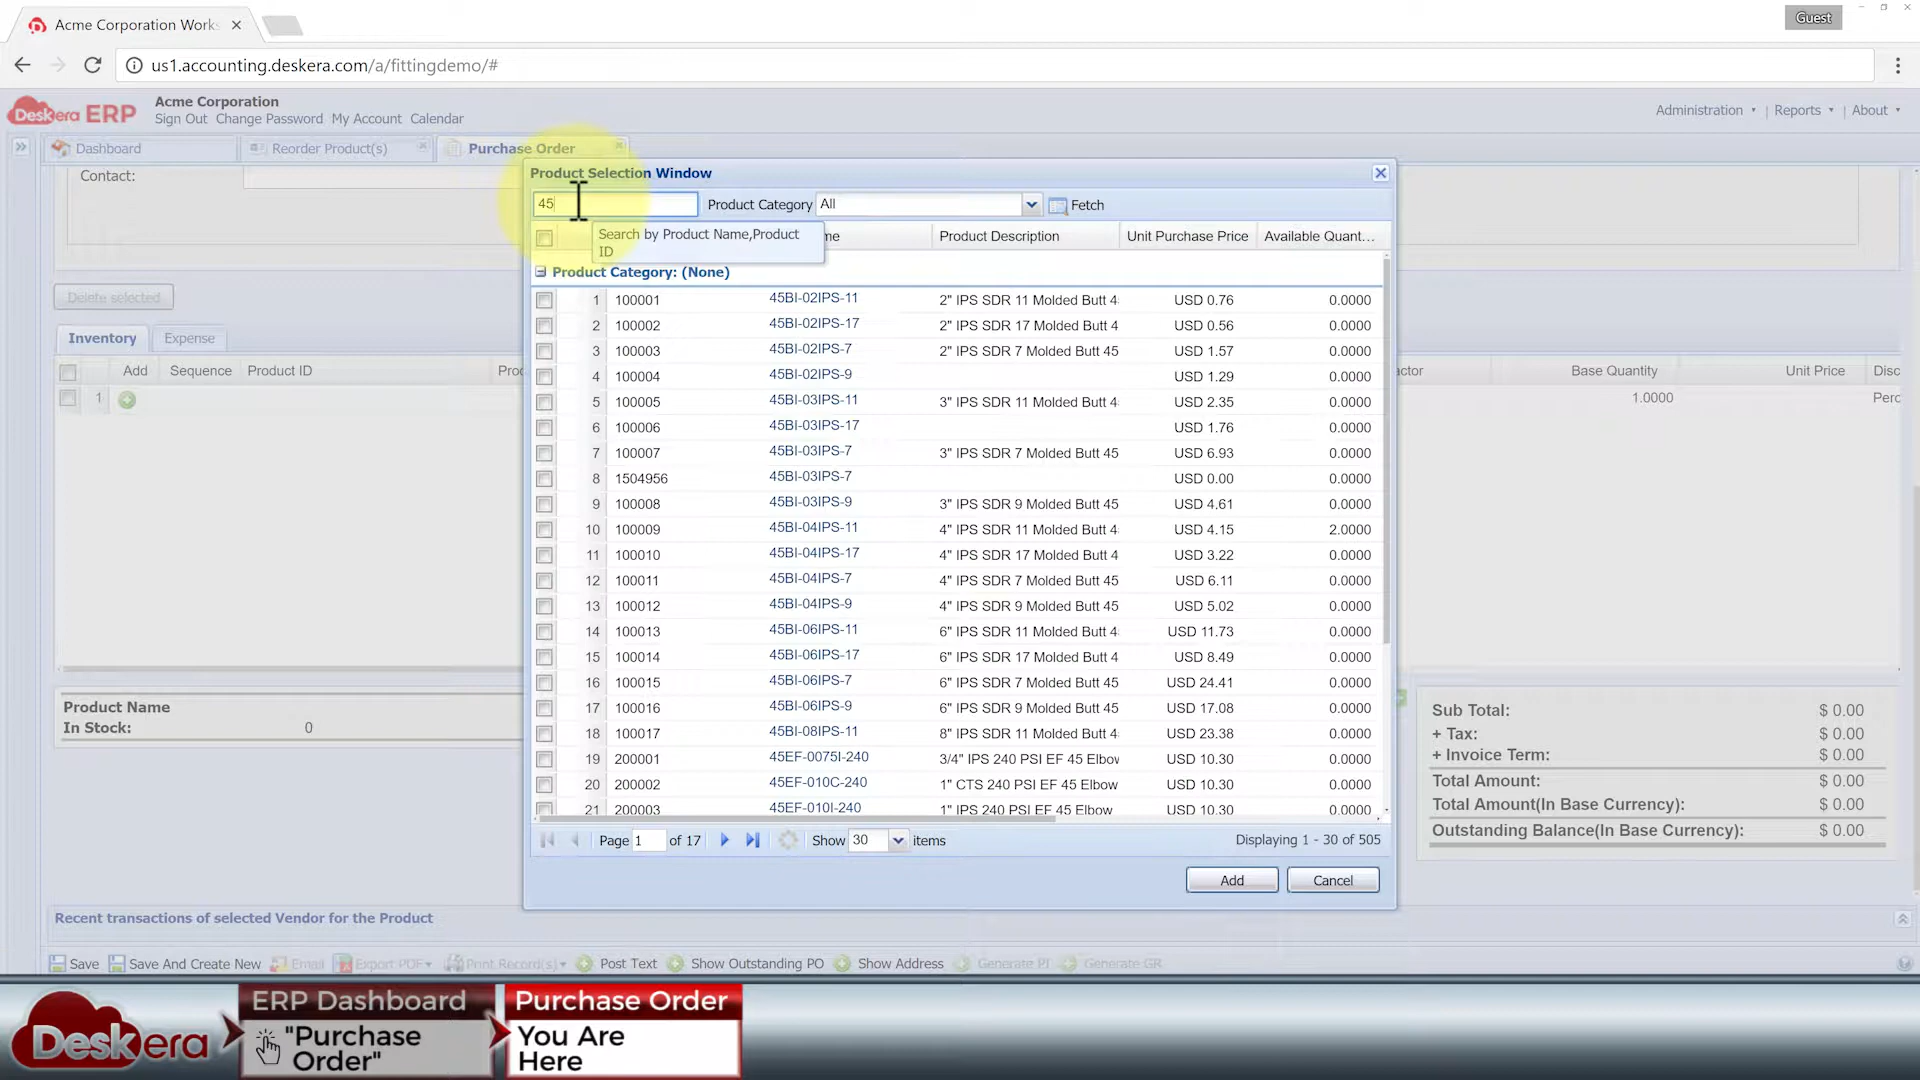 Acme Corporation Works
Guest
us1.accounting.deskera.com/a/fittingdemo/#
Deskera ERP
Acme Corporation
Sign Out Change Password My Account Calendar
Administration | Reports | About
Dashboard
Reorder Product(s)
Purchase Order
Contact:
Product Selection Window
45
Product Category All Fetch
Search by Product Name,Product
ID
me Product Description Unit Purchase Price Available Quant...
Product Category: (None)
1 100001 45BI-02IPS-11 2" IPS SDR 11 Molded Butt 4 USD 0.76 0.0000
2 100002 45BI-02IPS-17 2" IPS SDR 17 Molded Butt 4 USD 0.56 0.0000
3 100003 45BI-02IPS-7 2" IPS SDR 7 Molded Butt 45 USD 1.57 0.0000
4 100004 45BI-02IPS-9 USD 1.29 0.0000
5 100005 45BI-03IPS-11 3" IPS SDR 11 Molded Butt 4 USD 2.35 0.0000
6 100006 45BI-03IPS-17 USD 1.76 0.0000
7 100007 45BI-03IPS-7 3" IPS SDR 7 Molded Butt 45 USD 6.93 0.0000
8 1504956 45BI-03IPS-7 USD 0.00 0.0000
9 100008 45BI-03IPS-9 3" IPS SDR 9 Molded Butt 45 USD 4.61 0.0000
10 100009 45BI-04IPS-11 4" IPS SDR 11 Molded Butt 4 USD 4.15 2.0000
11 100010 45BI-04IPS-17 4" IPS SDR 17 Molded Butt 4 USD 3.22 0.0000
12 100011 45BI-04IPS-7 4" IPS SDR 7 Molded Butt 45 USD 6.11 0.0000
13 100012 45BI-04IPS-9 4" IPS SDR 9 Molded Butt 45 USD 5.02 0.0000
14 100013 45BI-06IPS-11 6" IPS SDR 11 Molded Butt 4 USD 11.73 0.0000
15 100014 45BI-06IPS-17 6" IPS SDR 17 Molded Butt 4 USD 8.49 0.0000
16 100015 45BI-06IPS-7 6" IPS SDR 7 Molded Butt 45 USD 24.41 0.0000
17 100016 45BI-06IPS-9 6" IPS SDR 9 Molded Butt 45 USD 17.08 0.0000
18 100017 45BI-08IPS-11 8" IPS SDR 11 Molded Butt 4 USD 23.38 0.0000
19 200001 45EF-0075I-240 3/4" IPS 240 PSI EF 45 Elbow USD 10.30 0.0000
20 200002 45EF-010C-240 1" CTS 240 PSI EF 45 Elbow USD 10.30 0.0000
21 200003 45EF-010I-240 1" IPS 240 PSI EF 45 Elbow USD 10.30 0.0000
Page 1 of 17 Show 30 items Displaying 1 - 30 of 505
Add Cancel
Delete selected
Inventory Expense
Add Sequence Product ID Proc
actor Base Quantity Unit Price Disc
1
1.0000 Perc
Product Name
In Stock: 0
Sub Total: $ 0.00
+ Tax: $ 0.00
+ Invoice Term: $ 0.00
Total Amount: $ 0.00
Total Amount(In Base Currency): $ 0.00
Outstanding Balance(In Base Currency): $ 0.00
Recent transactions of selected Vendor for the Product
Save Save And Create New Email Export PDF Print Record(s) Post Text Show Outstanding PO Show Address Generate PI Generate GR
Deskera
ERP Dashboard
"Purchase
Order"
Purchase Order
You Are
Here